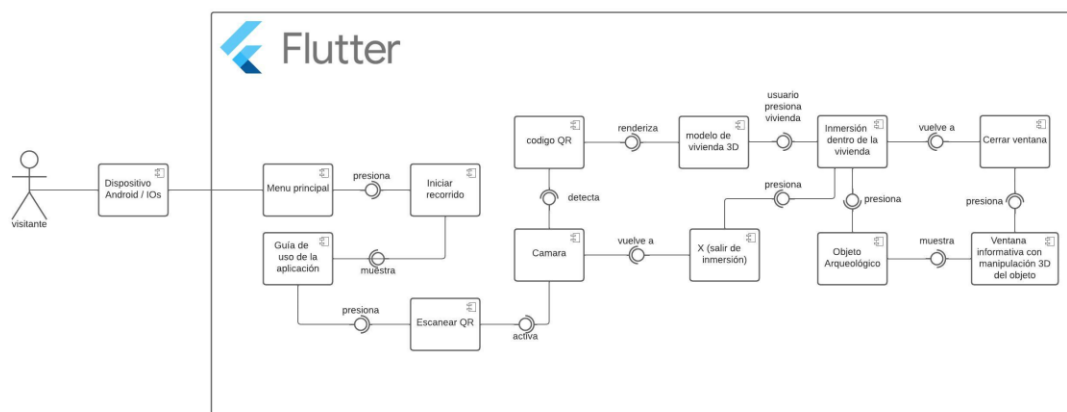 Flutter
visitante
Dispositivo
Android / IOs
Menu principal
presiona
Iniciar
recorrido
muestra
Guía de
uso de la
aplicación
presiona
Escanear QR
activa
Camara
detecta
codigo QR
renderiza
modelo de
vivienda 3D
usuario
presiona
vivienda
Inmersión
dentro de la
vivienda
vuelve a
Cerrar ventana
presiona
X (salir de
inmersión)
vuelve a
presiona
Objeto
Arqueológico
muestra
Ventana
informativa con
manipulación 3D
del objeto
presiona